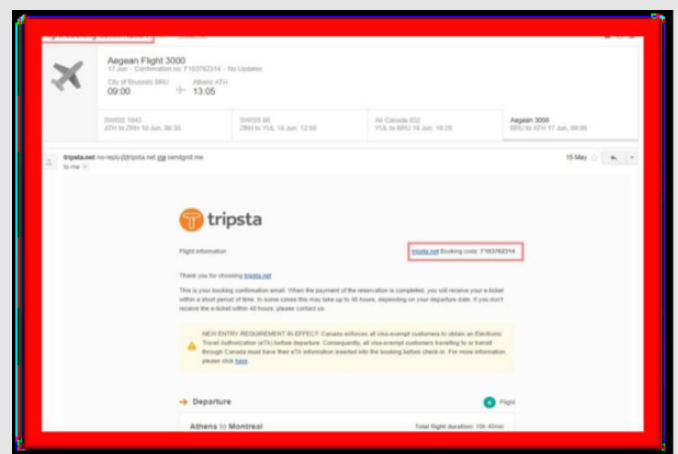 Aegean Flight 3000
17 Jun - Confirmation no. F103762314 - No Updates
City of Brussels BRU
Athens ATH
09:00
13:05
SWISS 1843
ATH to ZRH 10 Jun, 06:30
SWISS 86
ZRH to YUL 10 Jun, 12:50
Air Canada 832
YUL to BRU 16 Jun, 19:20
Aegean 3000
BRU to ATH 17 Jun, 09:00
tripsta.net no-reply@tripsta.net via sendgrid.me
15 May
to me
tripsta
Flight information
tripsta.net Booking code: F103762314
Thank you for choosing tripsta.net
This is your booking confirmation email. When the payment of the reservation is completed, you will receive your e-ticket
within a short period of time. In some cases this may take up to 48 hours, depending on your departure date. If you don't
receive the e-ticket within 48 hours, please contact us.
NEW ENTRY REQUIREMENT IN EFFECT: Canada enforces all visa-exempt customers to obtain an Electronic
Travel Authorization (eTA) before departure. Consequently, all visa-exempt customers travelling to or transit
through Canada must have their eTA information inserted into the booking before check-in. For more information,
please click here.
Departure
Flight
Athens to Montreal
Total flight duration: 15h 40min